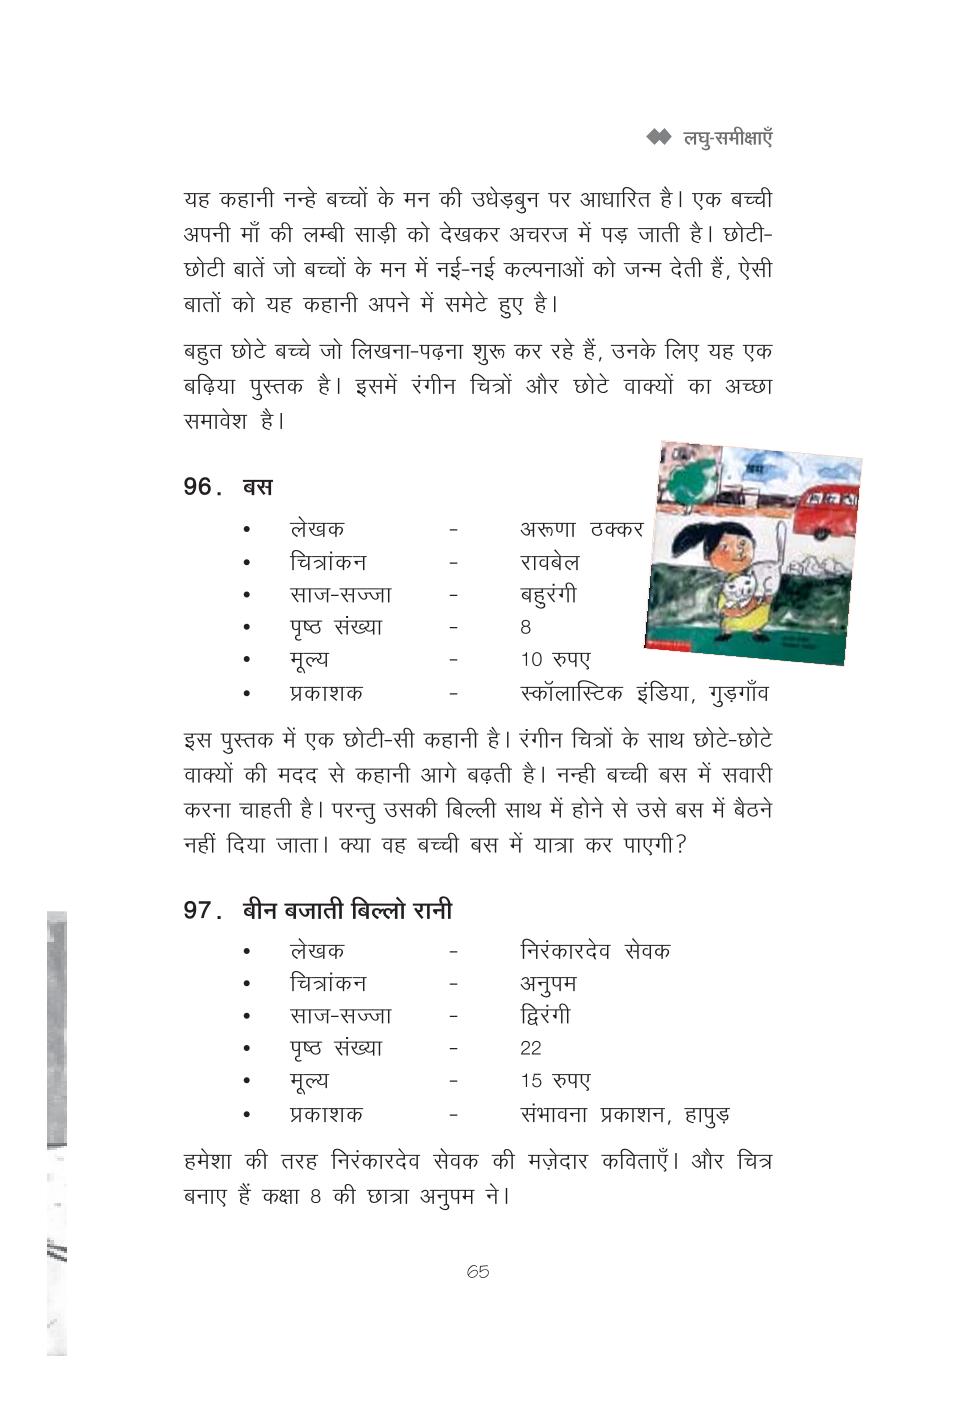 लघु-समीक्षाएँ
यह कहानी नन्हे बच्चों के मन की उधेड़बुन पर आधारित है। एक बच्ची
अपनी माँ की लम्बी साड़ी को देखकर अचरज में पड़ जाती है। छोटी-
छोटी बातें जो बच्चों के मन में नई-नई कल्पनाओं को जन्म देती हैं, ऐसी
बातों को यह कहानी अपने में समेटे हुए है।
बहुत छोटे बच्चे जो लिखना-पढ़ना शुरू कर रहे हैं, उनके लिए यह एक
बढ़िया पुस्तक है। इसमें रंगीन चित्रों और छोटे वाक्यों का अच्छा
समावेश है।
96. बस
• लेखक - अरूणा ठक्कर
• चित्रांकन - रावबेल
• साज-सज्जा - बहुरंगी
• पृष्ठ संख्या - 8
• मूल्य - 10 रुपए
• प्रकाशक - स्कॉलास्टिक इंडिया, गुड़गाँव
इस पुस्तक में एक छोटी-सी कहानी है। रंगीन चित्रों के साथ छोटे-छोटे
वाक्यों की मदद से कहानी आगे बढ़ती है। नन्ही बच्ची बस में सवारी
करना चाहती है। परन्तु उसकी बिल्ली साथ में होने से उसे बस में बैठने
नहीं दिया जाता। क्या वह बच्ची बस में यात्रा कर पाएगी?
97. बीन बजाती बिल्लो रानी
• लेखक - निरंकारदेव सेवक
• चित्रांकन - अनुपम
• साज-सज्जा - द्विरंगी
• पृष्ठ संख्या - 22
• मूल्य - 15 रुपए
• प्रकाशक - संभावना प्रकाशन, हापुड़
हमेशा की तरह निरंकारदेव सेवक की मज़ेदार कविताएँ। और चित्र
बनाए हैं कक्षा 8 की छात्रा अनुपम ने।
65